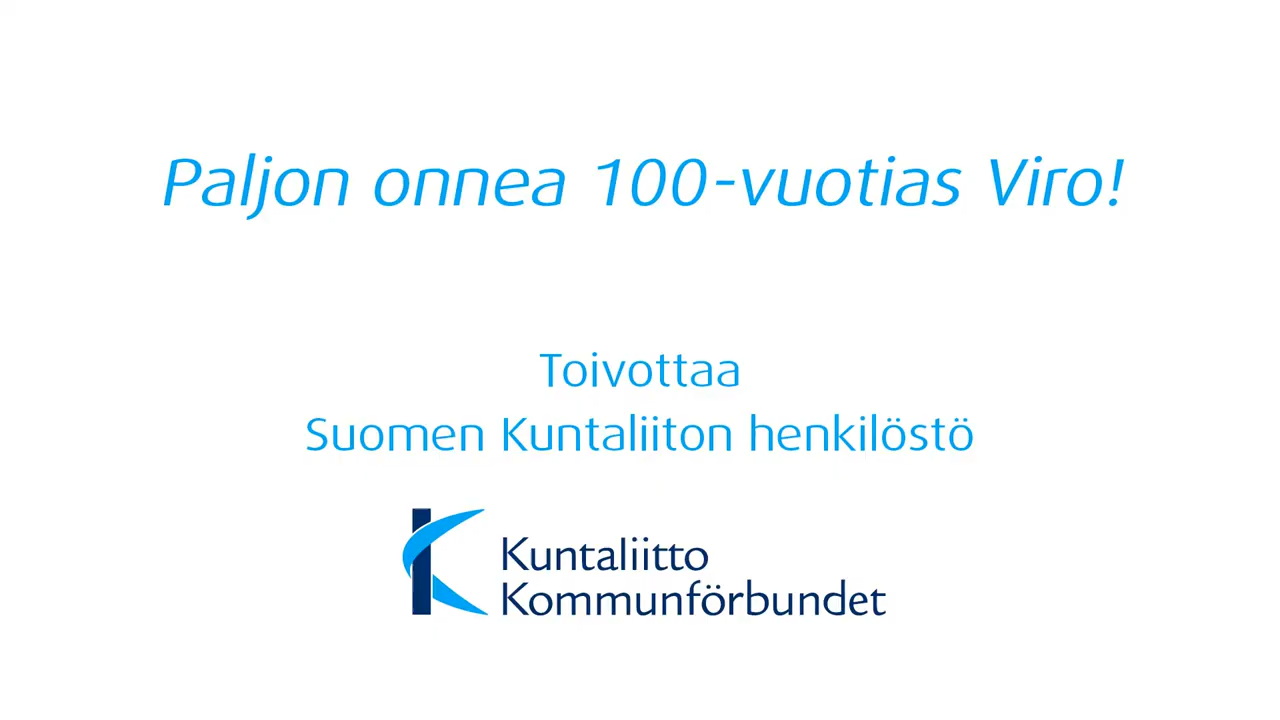 Paljon onnea 100-vuotias Viro!
Toivottaa
Suomen Kuntaliiton henkilöstö
Kuntaliitto
Kommunförbundet